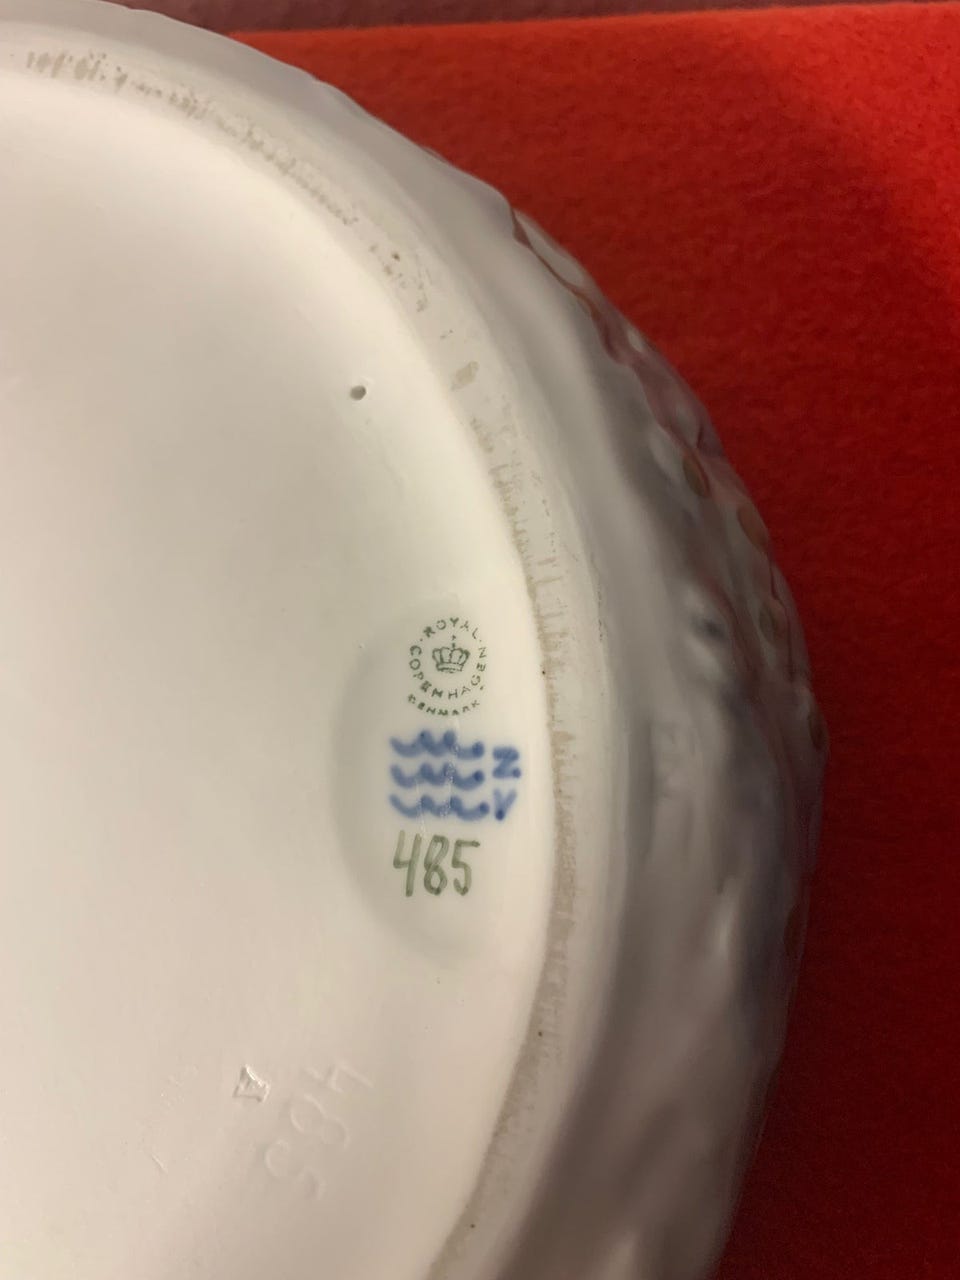 ROYAL
COPENHAGEN
DENMARK
N.
V
485
485